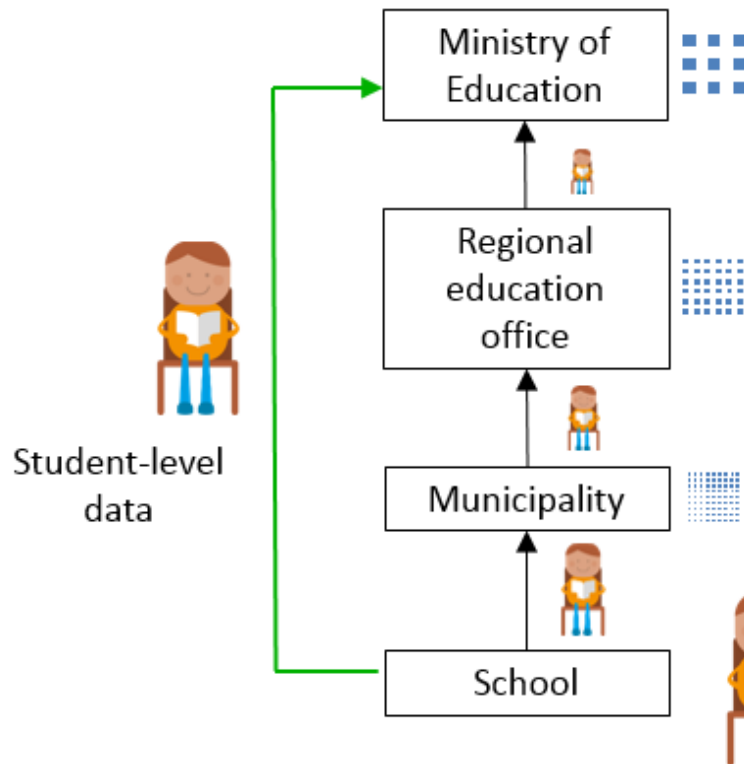 Ministry of
Education
Regional
education
office
Student-level
data
Municipality
School